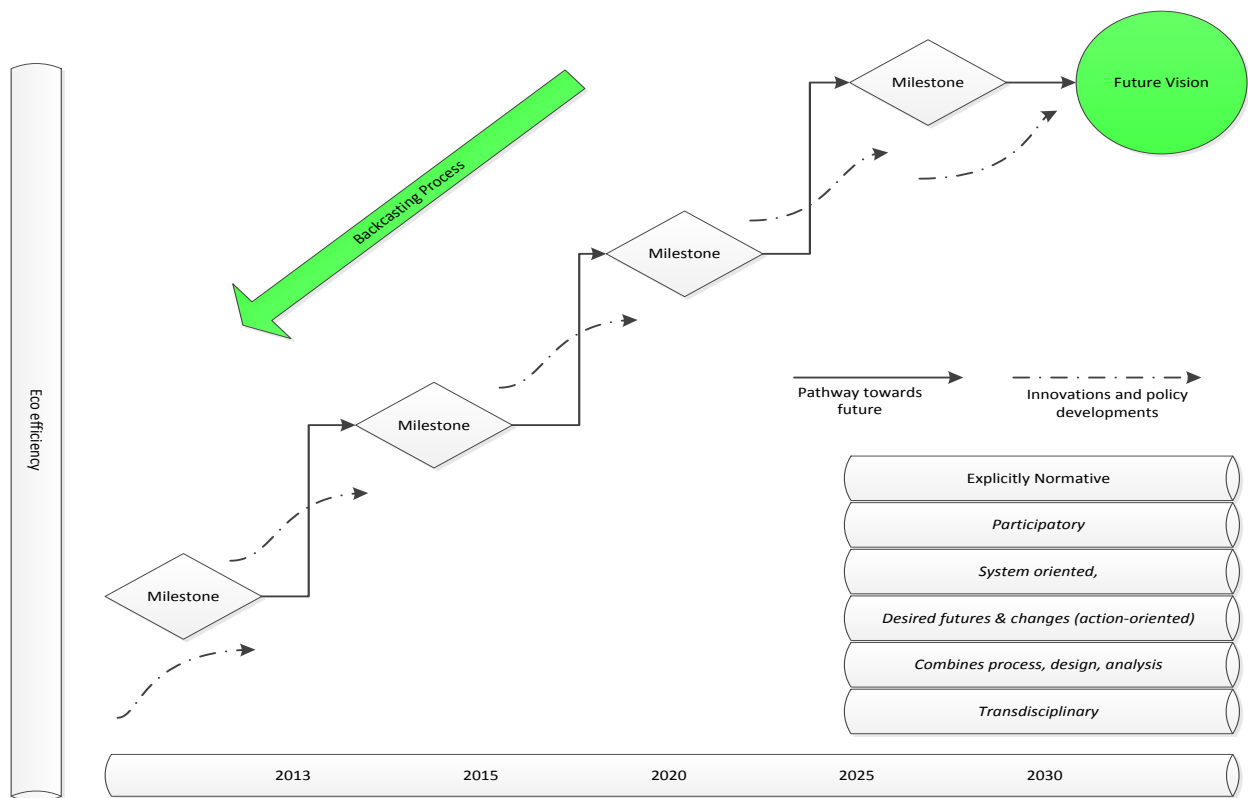 Milestone
Future Vision
Backcasting Process
Milestone
Eco efficiency
Pathway towards
future
Innovations and policy
developments
Milestone
Explicitly Normative
Participatory
System oriented,
Milestone
Desired futures & changes (action-oriented)
Combines process, design, analysis
Transdisciplinary
2013 2015 2020 2025 2030